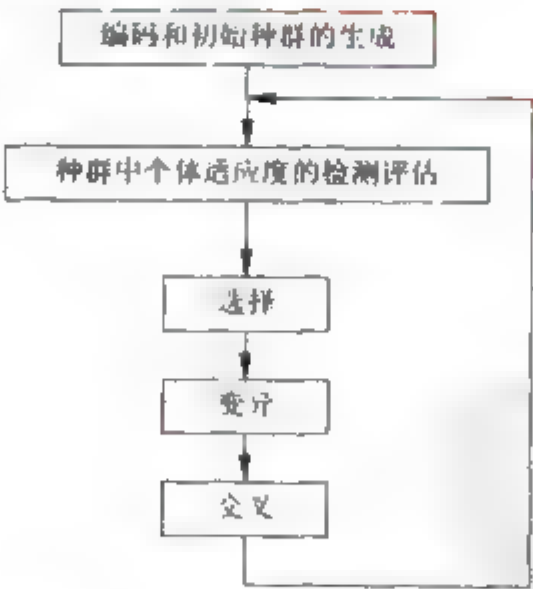 编码和初始种群的生成
种群中个体适应度的检测评估
选择
变异
交叉